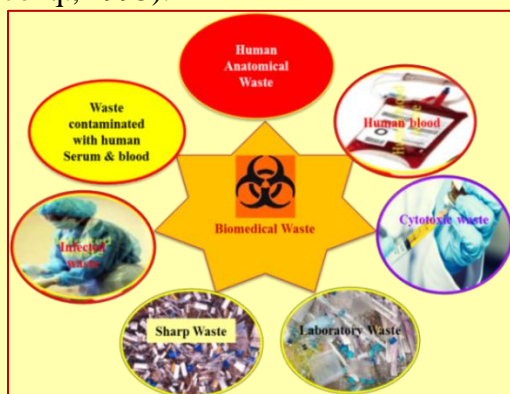 Human
Anatomical
Waste
Waste
contaminated
with human
Serum & blood
Human blood
Biomedical Waste
Cytotoxic waste
Infected
waste
Sharp Waste
Laboratory Waste